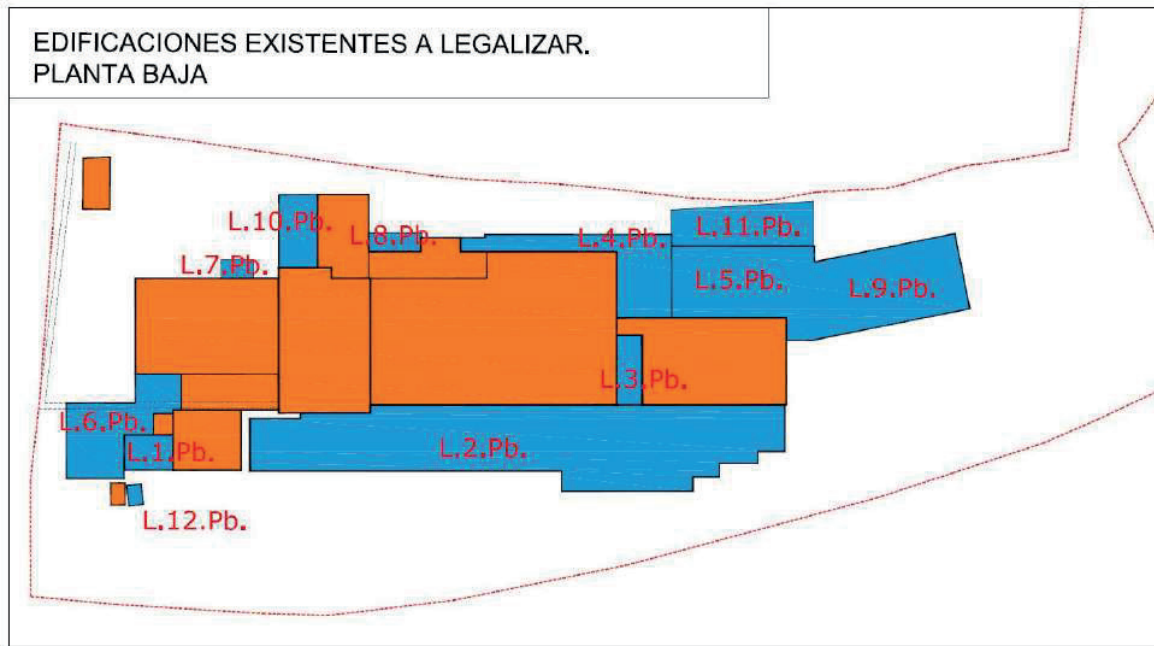 EDIFICACIONES EXISTENTES A LEGALIZAR.
PLANTA BAJA
L.10.Pb.
L.8.Pb.
L.4.Pb.
L.11.Pb.
L.7.Pb.
L.5.Pb.
L.9.Pb.
L.3.Pb.
L.6.Pb.
L.1.Pb.
L.2.Pb.
L.12.Pb.